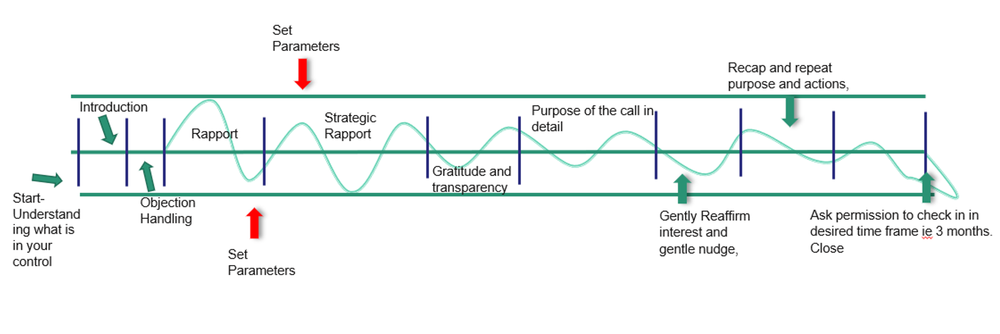 Set
Parameters
Recap and repeat
purpose and actions,
Introduction
Rapport
Strategic
Rapport
Purpose of the call in
detail
Gratitude and
transparency
Start-
Understand
ing what is
in your
control
Objection
Handling
Set
Parameters
Gently Reaffirm
interest and
gentle nudge,
Ask permission to check in in
desired time frame ie 3 months.
Close